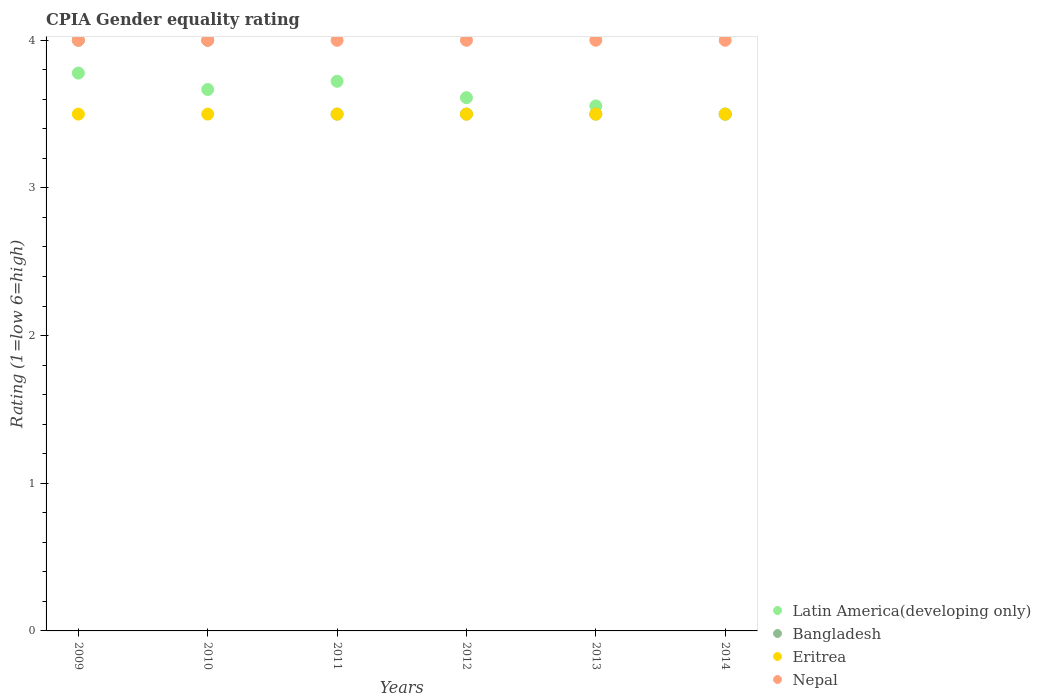 CPIA Gender equality rating
Rating (1=low 6=high)
4
3
2
1
0
2009
2010
2011
2012
2013
2014
Years
Latin America(developing only)
Bangladesh
Eritrea
Nepal